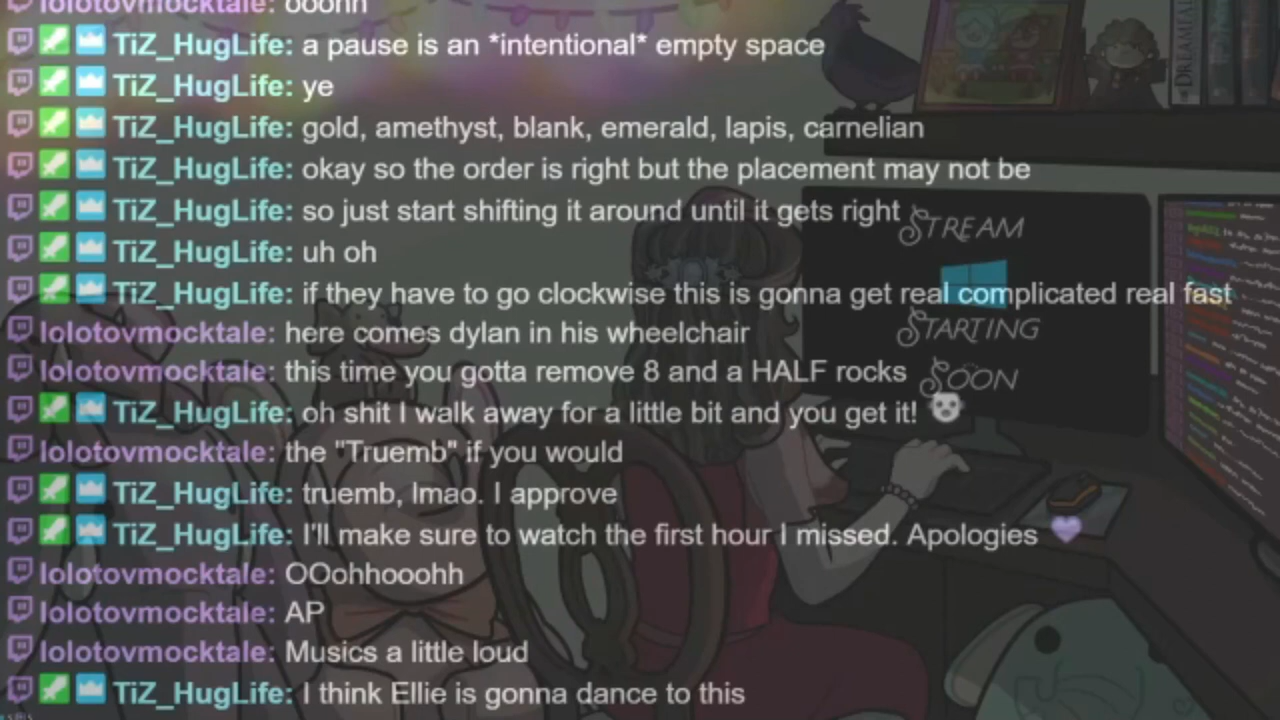 lolotovmocktale: ooohh
TiZ_HugLife: a pause is an *intentional* empty space
TiZ_HugLife: ye
TiZ_HugLife: gold, amethyst, blank, emerald, lapis, carnelian
TiZ_HugLife: okay so the order is right but the placement may not be
TiZ_HugLife: so just start shifting it around until it gets right
TiZ_HugLife: uh oh
TiZ_HugLife: if they have to go clockwise this is gonna get real complicated real fast
lolotovmocktale: here comes dylan in his wheelchair
lolotovmocktale: this time you gotta remove 8 and a HALF rocks
TiZ_HugLife: oh shit I walk away for a little bit and you get it!
lolotovmocktale: the "Truemb" if you would
TiZ_HugLife: truemb, lmao. I approve
TiZ_HugLife: I'll make sure to watch the first hour I missed. Apologies
lolotovmocktale: OOohhooohh
lolotovmocktale: AP
lolotovmocktale: Musics a little loud
TiZ_HugLife: I think Ellie is gonna dance to this
STREAM
STARTING
SOON